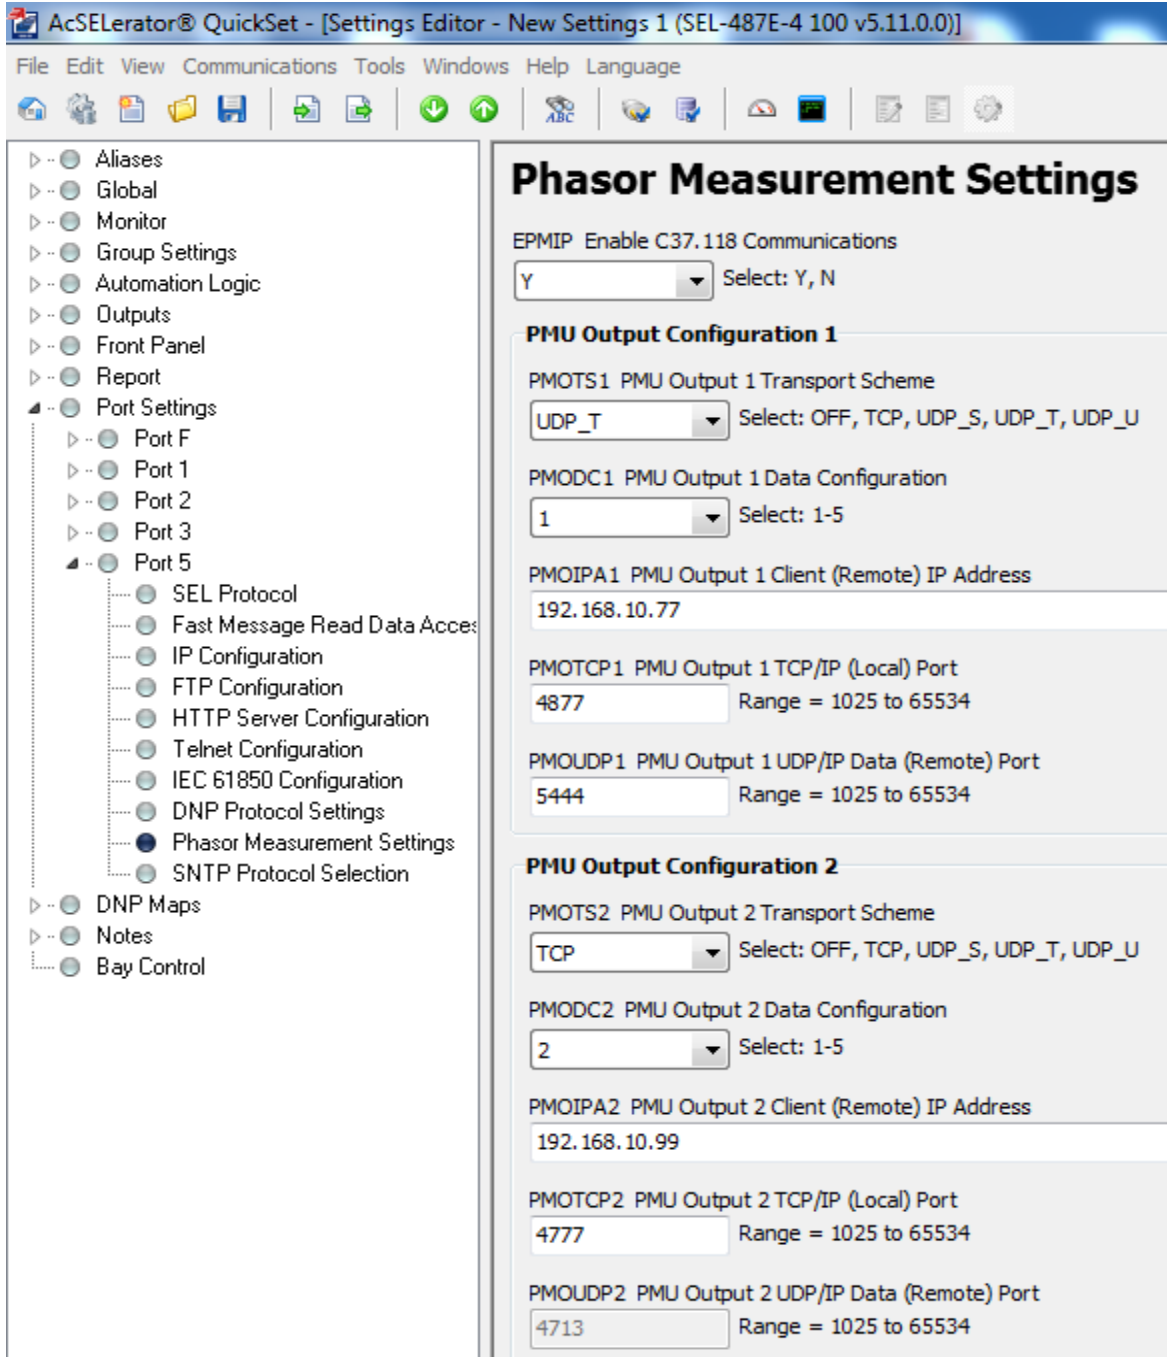 AcSELerator® QuickSet - [Settings Editor - New Settings 1 (SEL-487E-4 100 v5.11.0.0)]
File Edit View Communications Tools Windows Help Language
ABC
Aliases
Global
Monitor
Group Settings
Automation Logic
Outputs
Front Panel
Report
Port Settings
Port F
Port 1
Port 2
Port 3
Port 5
SEL Protocol
Fast Message Read Data Acces
IP Configuration
FTP Configuration
HTTP Server Configuration
Telnet Configuration
IEC 61850 Configuration
DNP Protocol Settings
Phasor Measurement Settings
SNTP Protocol Selection
DNP Maps
Notes
Bay Control
Phasor Measurement Settings
EPMIP Enable C37.118 Communications
Y Select: Y, N
PMU Output Configuration 1
PMOTS1 PMU Output 1 Transport Scheme
UDP_T Select: OFF, TCP, UDP_S, UDP_T, UDP_U
PMODC1 PMU Output 1 Data Configuration
1 Select: 1-5
PMOIPA1 PMU Output 1 Client (Remote) IP Address
192.168.10.77
PMOTCP1 PMU Output 1 TCP/IP (Local) Port
4877 Range = 1025 to 65534
PMOUDP1 PMU Output 1 UDP/IP Data (Remote) Port
5444 Range = 1025 to 65534
PMU Output Configuration 2
PMOTS2 PMU Output 2 Transport Scheme
TCP Select: OFF, TCP, UDP_S, UDP_T, UDP_U
PMODC2 PMU Output 2 Data Configuration
2 Select: 1-5
PMOIPA2 PMU Output 2 Client (Remote) IP Address
192.168.10.99
PMOTCP2 PMU Output 2 TCP/IP (Local) Port
4777 Range = 1025 to 65534
PMOUDP2 PMU Output 2 UDP/IP Data (Remote) Port
4713 Range = 1025 to 65534